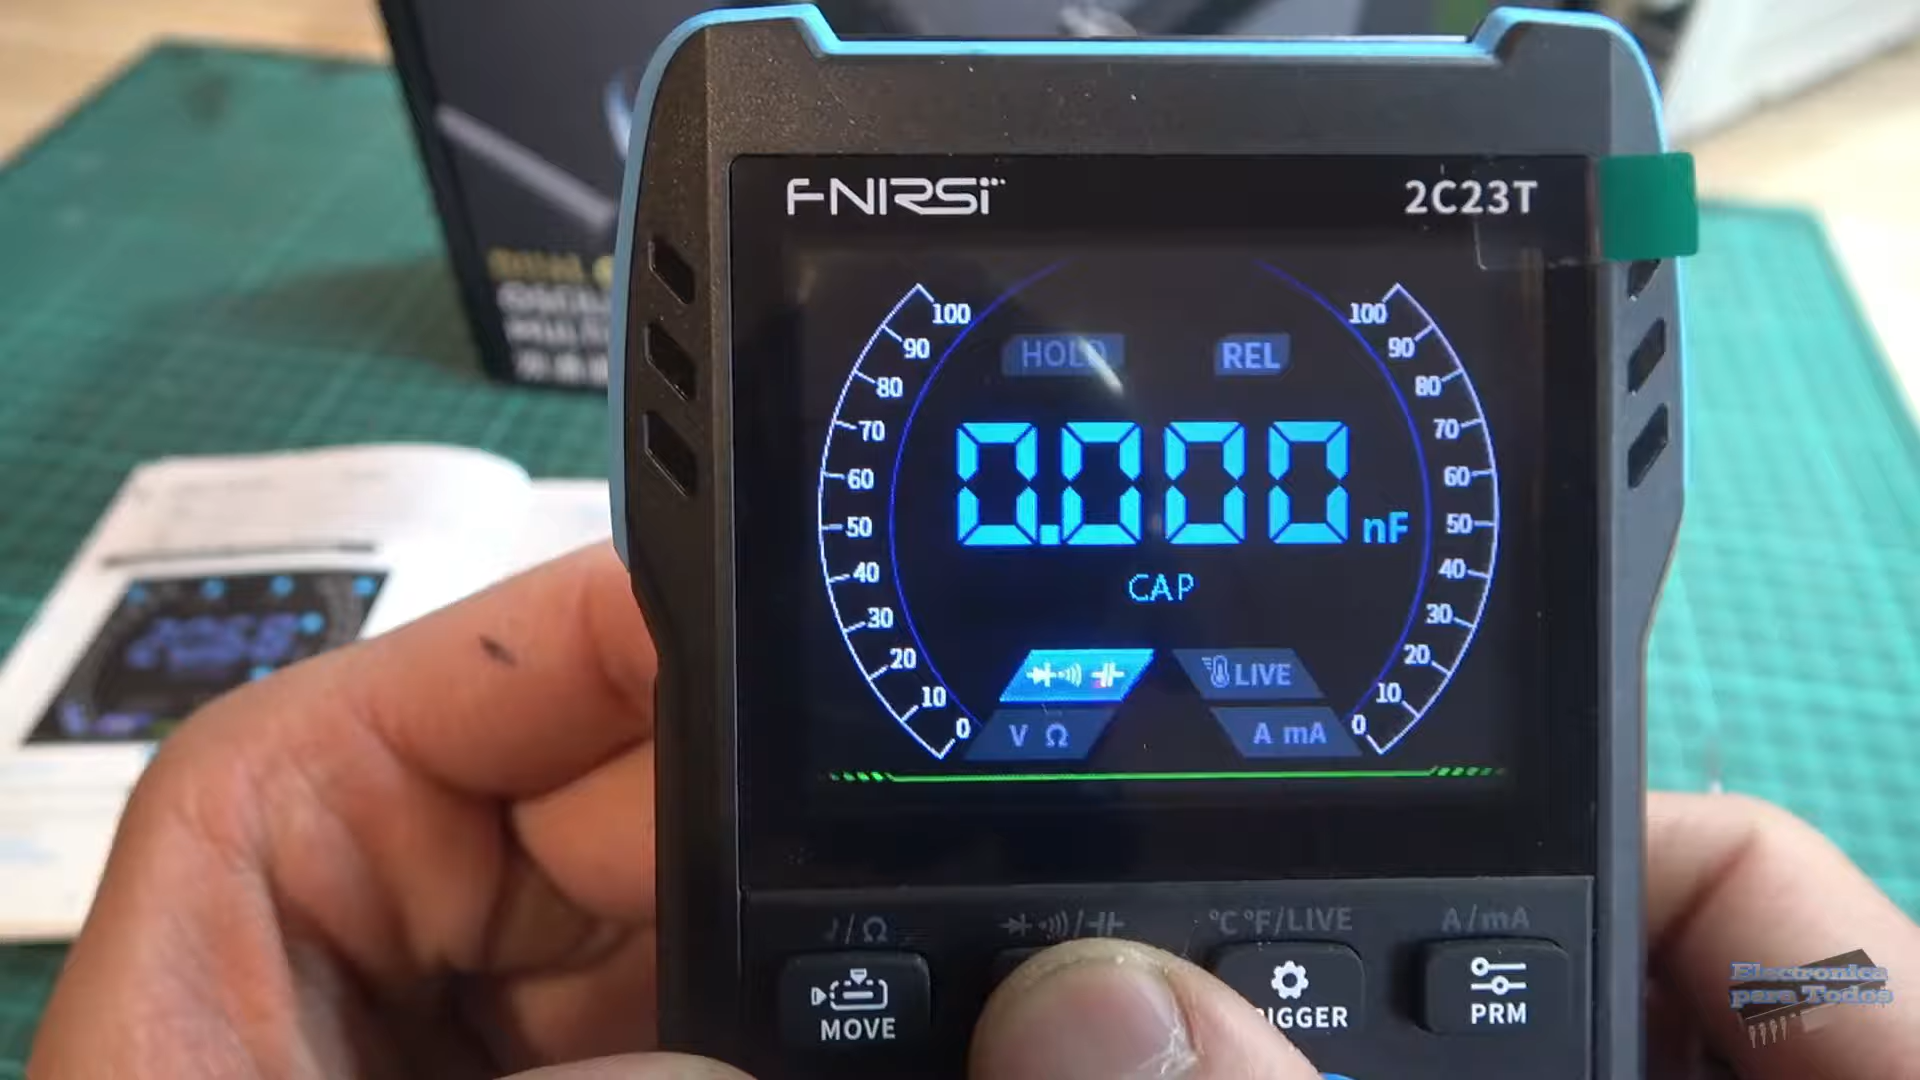 FNIRSI
2C23T
HOLD
REL
100
90
80
70
60
50
40
30
20
10
0
100
90
80
70
60
50
40
30
20
10
0
0.000 nF
CAP
LIVE
V Ω
A mA
/Ω
°C °F/LIVE
A/mA
MOVE
IGGER
PRM
Electronica
para Todos